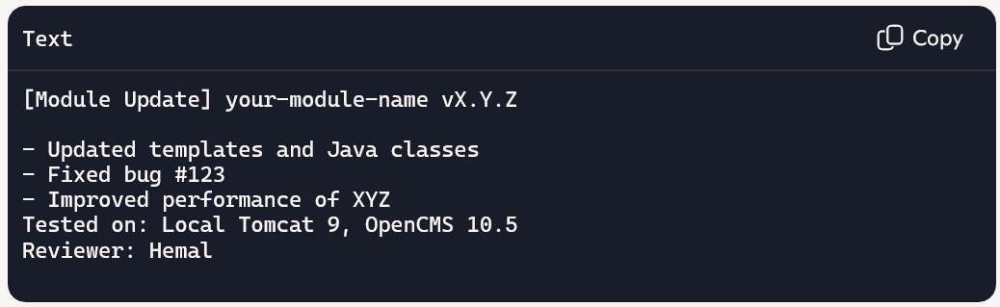 Text
Copy
[Module Update] your-module-name vX.Y.Z
- Updated templates and Java classes
- Fixed bug #123
- Improved performance of XYZ
Tested on: Local Tomcat 9, OpenCMS 10.5
Reviewer: Hemal